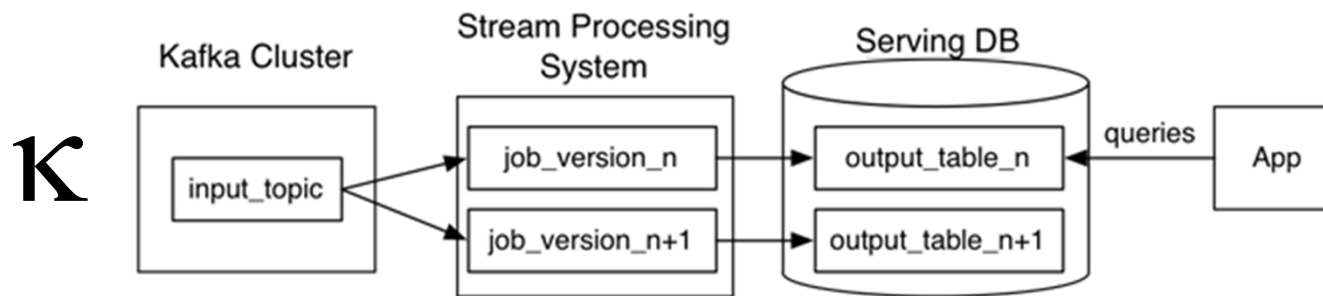 κ
Kafka Cluster
input_topic
Stream Processing
System
job_version_n
job_version_n+1
Serving DB
output_table_n
output_table_n+1
queries
App